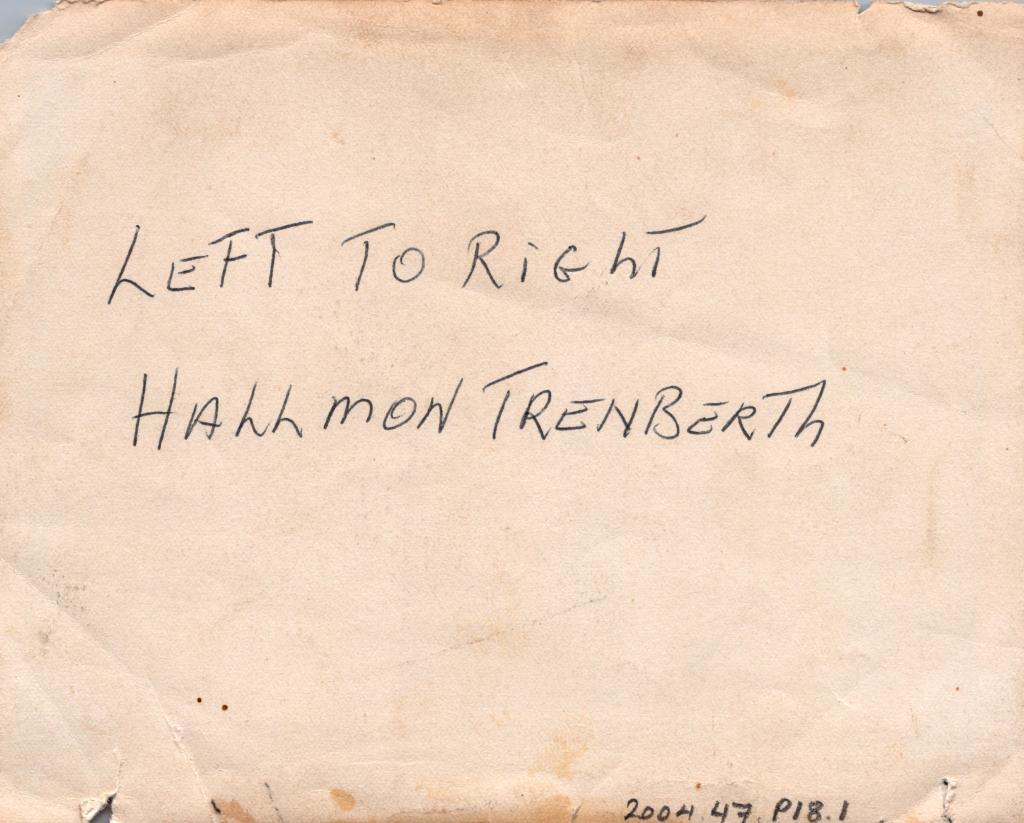 LEFT TO RiGhT
HALLMON TRENBERTh
2004.47.P18.1